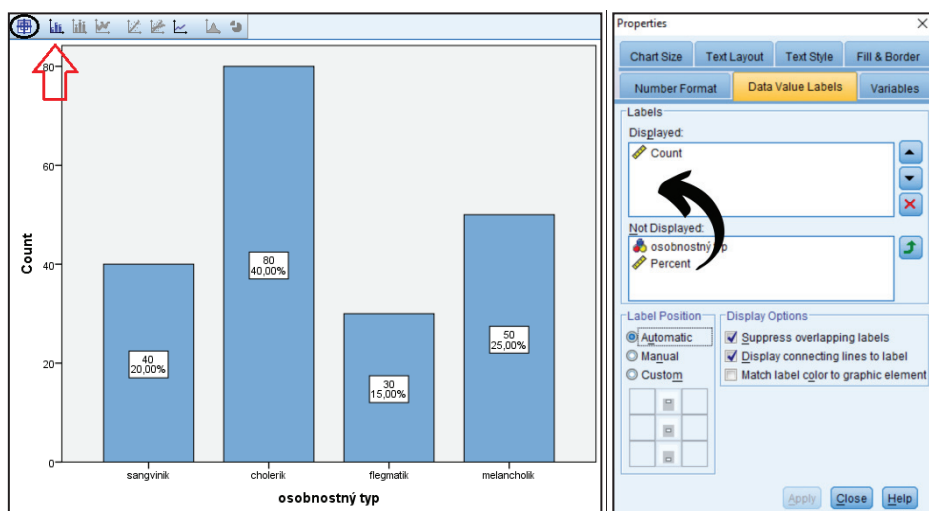 80
60
40
20
0
Count
40
20,00%
80
40,00%
30
15,00%
50
25,00%
sangvinik
cholerik
flegmatik
melancholik
osobnostný typ
Properties
Chart Size
Text Layout
Text Style
Fill & Border
Number Format
Data Value Labels
Variables
Labels
Displayed:
Count
Not Displayed:
osobnostný typ
Percent
Label Position
Automatic
Manual
Custom
Display Options
Suppress overlapping labels
Display connecting lines to label
Match label color to graphic element
Apply
Close
Help